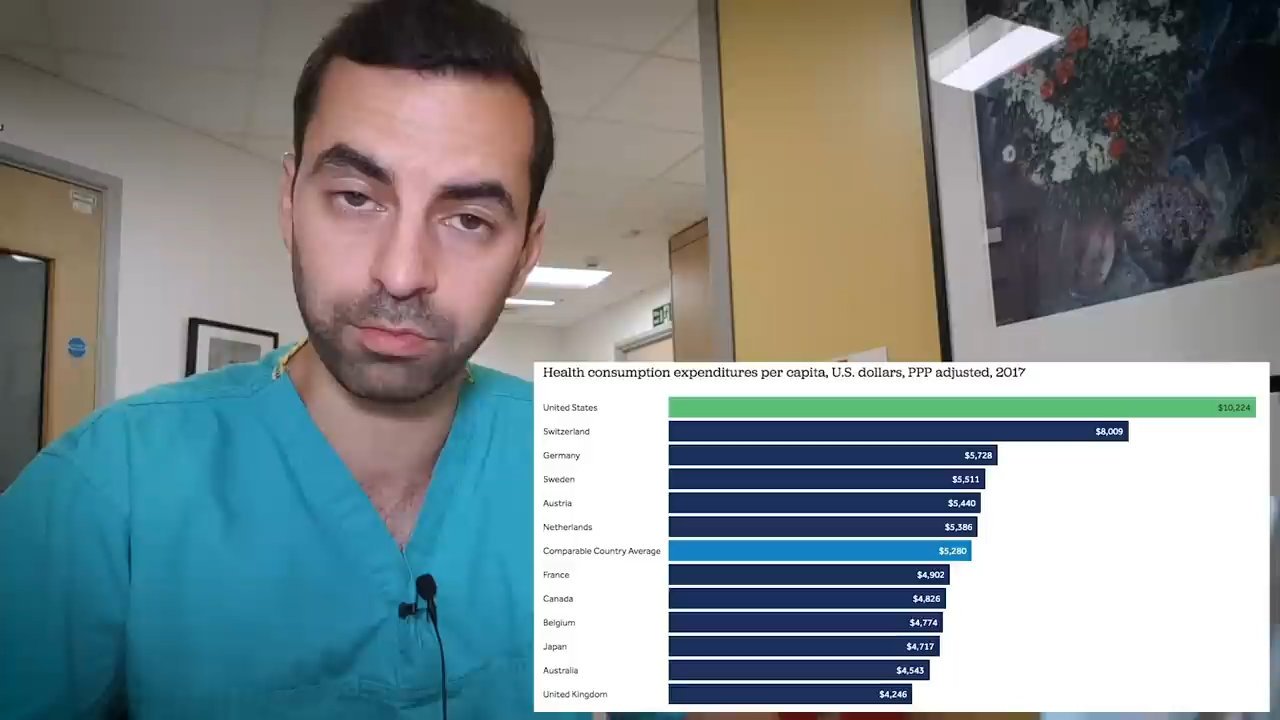 Health consumption expenditures per capita, U.S. dollars, PPP adjusted, 2017
United States $10,224
Switzerland $8,009
Germany $5,728
Sweden $5,511
Austria $5,440
Netherlands $5,386
Comparable Country Average $5,280
France $4,902
Canada $4,826
Belgium $4,774
Japan $4,717
Australia $4,543
United Kingdom $4,246